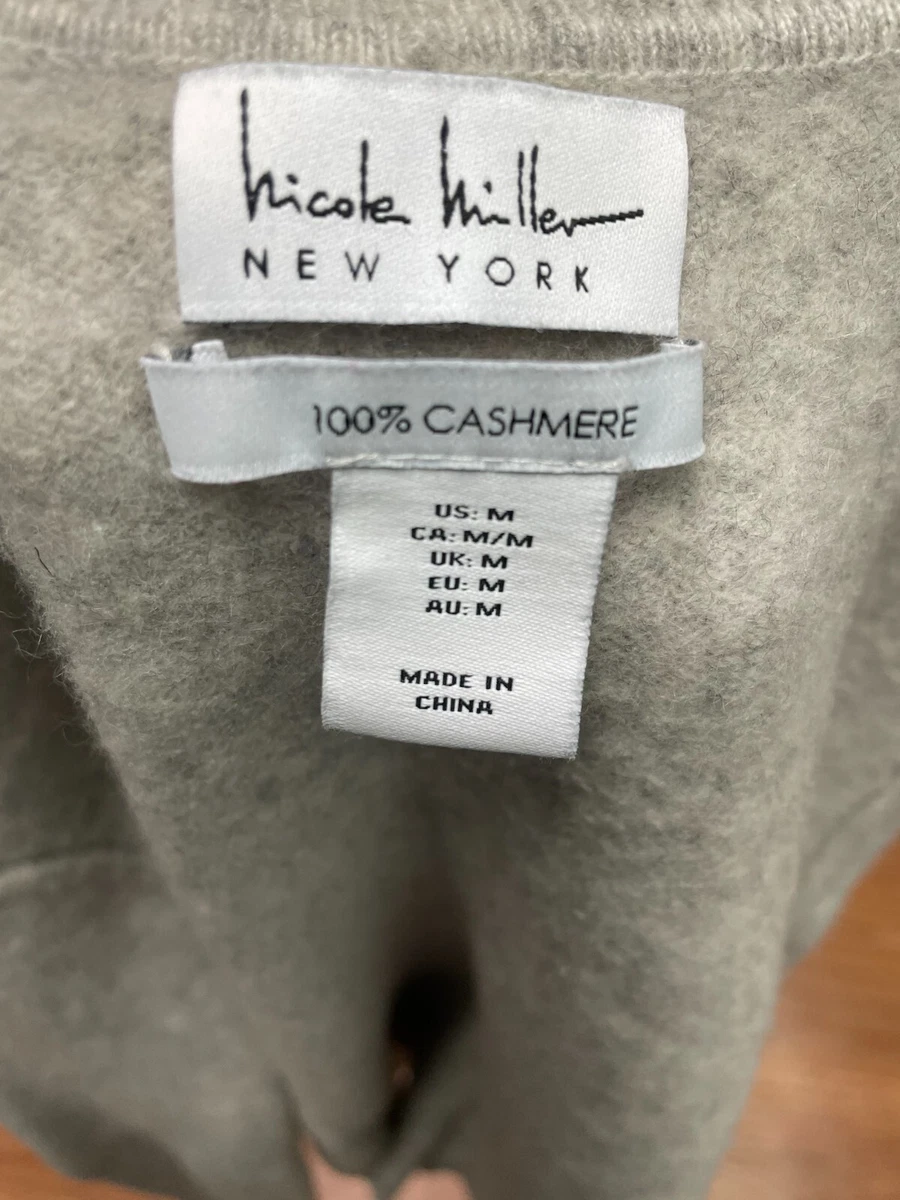 Nicole Miller
NEW YORK
100% CASHMERE
US: M
CA: M/M
UK: M
EU: M
AU: M
MADE IN
CHINA